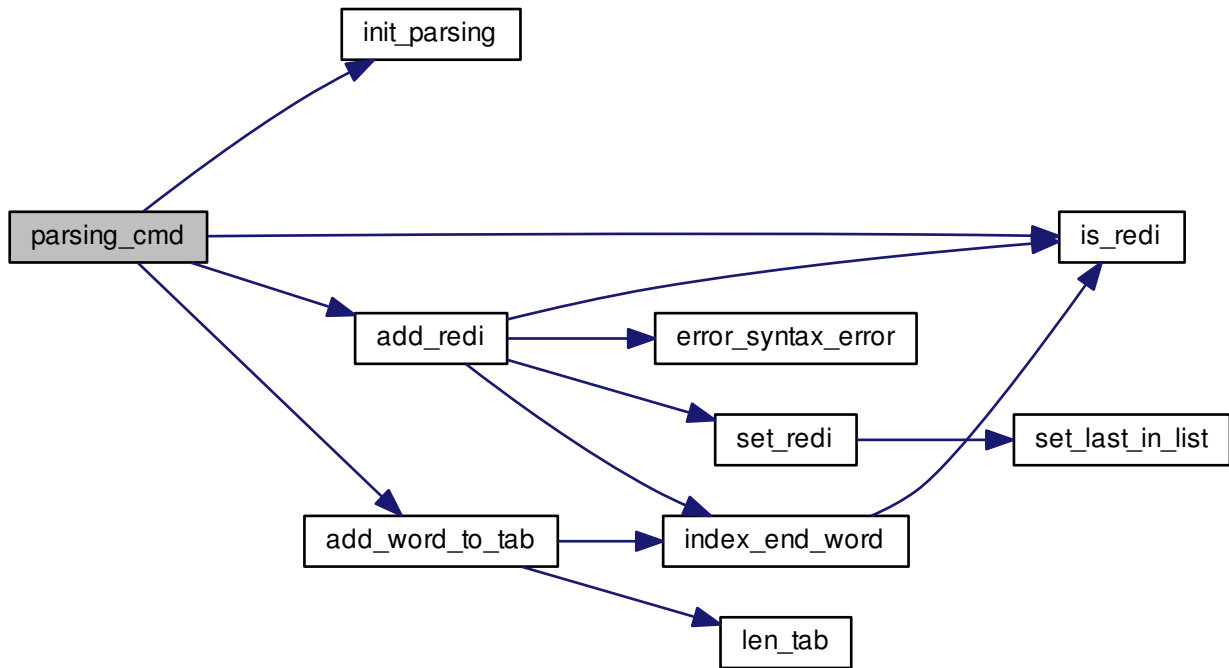 init_parsing
parsing_cmd
is_redi
add_redi
error_syntax_error
set_redi
set_last_in_list
add_word_to_tab
index_end_word
len_tab